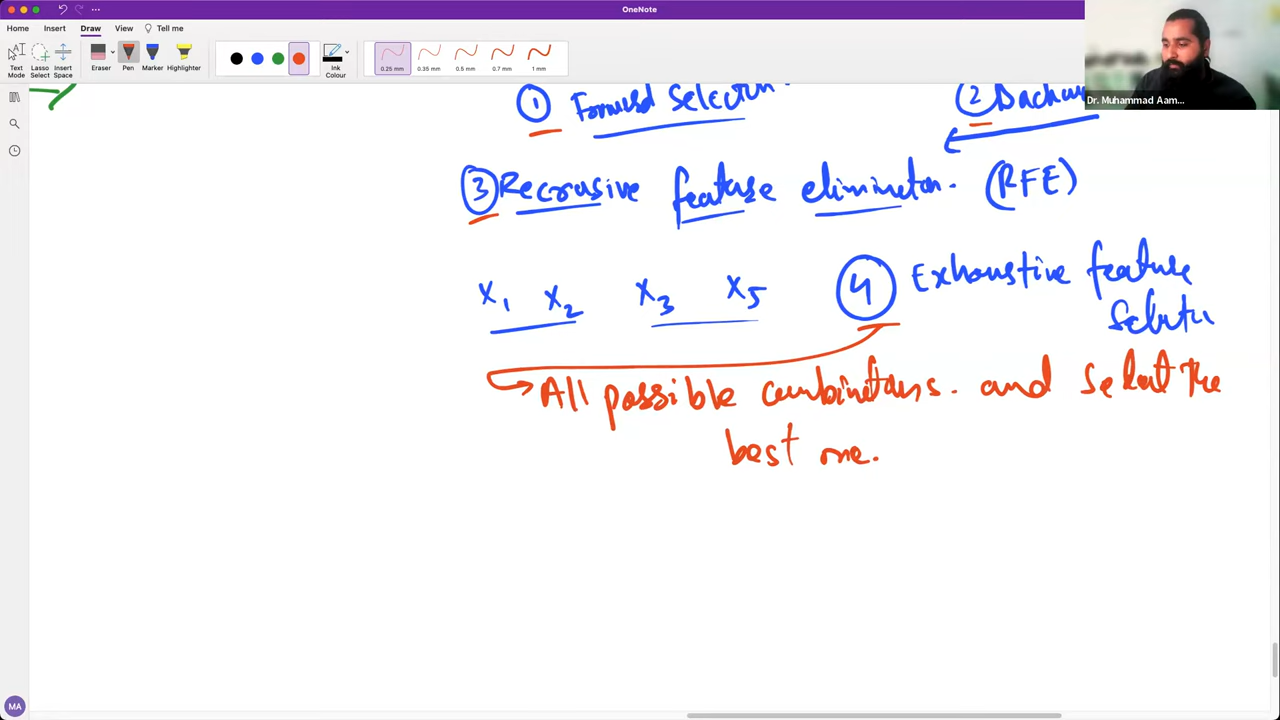 OneNote
Home Insert Draw View Tell me
Text Mode Lasso Select Insert Space Eraser Pen Marker Highlighter Ink Colour 0.25 mm 0.35 mm 0.5 mm 0.7 mm 1 mm
Dr. Muhammad Aam...
1 Forward Selection. 2
3 Recrusive feature elimination. (RFE)
X1 X2 X3 X5 4 Exhaustive feature
All possible combinations. and select the
best one.
MA